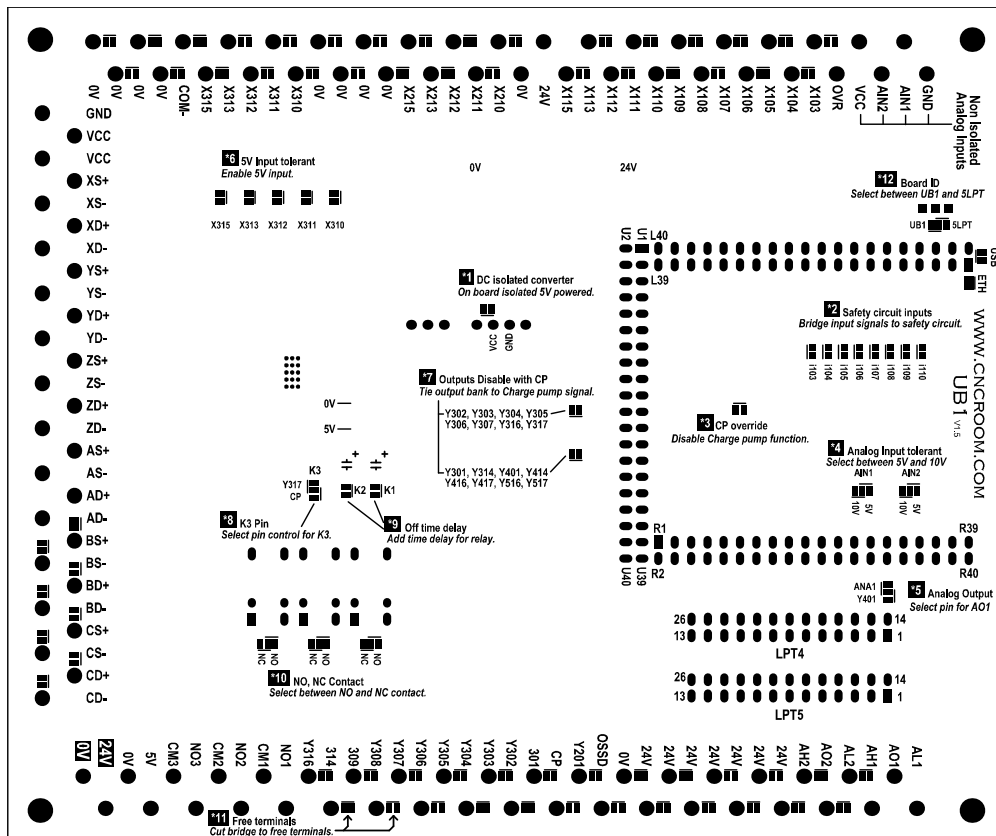 0V 0V 0V 0V COM- X315 X313 X312 X311 X310 0V 0V 0V X215 X213 X212 X211 X210 0V 24V X115 X113 X112 X111 X110 X109 X108 X107 X106 X105 X104 X103 OVR VCC AIN2 AIN1 GND
Non Isolated
Analog Inputs
GND
VCC
VCC
XS+
XS-
XD+
XD-
YS+
YS-
YD+
YD-
ZS+
ZS-
ZD+
ZD-
AS+
AS-
AD+
AD-
BS+
BS-
BD+
BD-
CS+
CS-
CD+
CD-
*6 5V Input tolerant
Enable 5V input.
X315 X313 X312 X311 X310
0V 24V
*12 Board ID
Select between UB1 and 5LPT
UB1 5LPT
U2 U1 L40
L39
USB
ETH
*1 DC isolated converter
On board isolated 5V powered.
VCC GND
*2 Safety circuit inputs
Bridge input signals to safety circuit.
i103 i104 i105 i106 i107 i108 i109 i110
WWW.CNCROOM.COM
UB1 V1.5
*7 Outputs Disable with CP
Tie output bank to Charge pump signal.
Y302, Y303, Y304, Y305
Y306, Y307, Y316, Y317
Y301, Y314, Y401, Y414
Y416, Y417, Y516, Y517
0V
5V
*3 CP override
Disable Charge pump function.
*4 Analog Input tolerant
Select between 5V and 10V
AIN1 AIN2
10V 5V 10V 5V
+ +
K3
Y317
CP
K2 K1
*8 K3 Pin
Select pin control for K3.
*9 Off time delay
Add time delay for relay.
R1 R39
U40 U39 R2 R40
ANA1
Y401
*5 Analog Output
Select pin for AO1
26 14
13 1
LPT4
26 14
13 1
LPT5
NC NO NC NO NC NO
*10 NO, NC Contact
Select between NO and NC contact.
0V 24V 0V 5V CM3 NO3 CM2 NO2 CM1 NO1 Y316 314 309 Y308 Y307 Y306 Y305 Y304 Y303 Y302 301 CP Y201 OSSD 0V 24V 24V 24V 24V 24V 24V 24V AH2 AO2 AL2 AH1 AO1 AL1
*11 Free terminals
Cut bridge to free terminals.